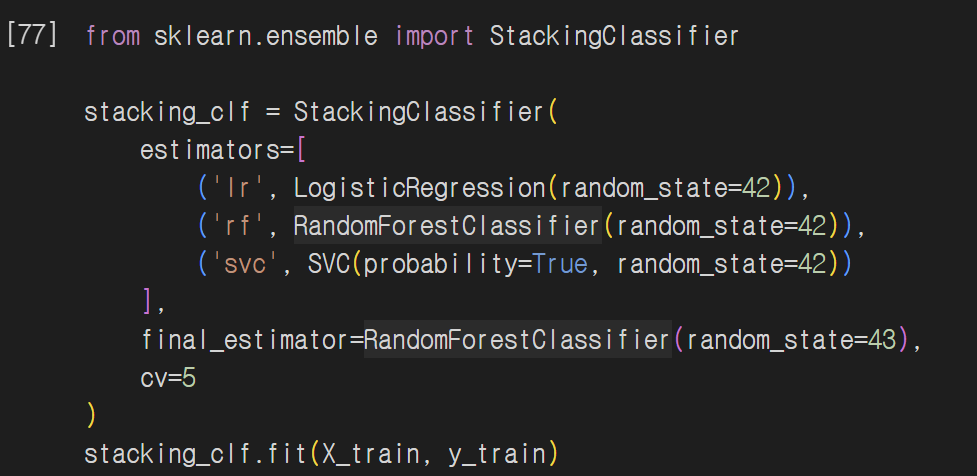 [77] from sklearn.ensemble import StackingClassifier
stacking_clf = StackingClassifier(
estimators=[
('lr', LogisticRegression(random_state=42)),
('rf', RandomForestClassifier(random_state=42)),
('svc', SVC(probability=True, random_state=42))
],
final_estimator=RandomForestClassifier(random_state=43),
cv=5
)
stacking_clf.fit(X_train, y_train)